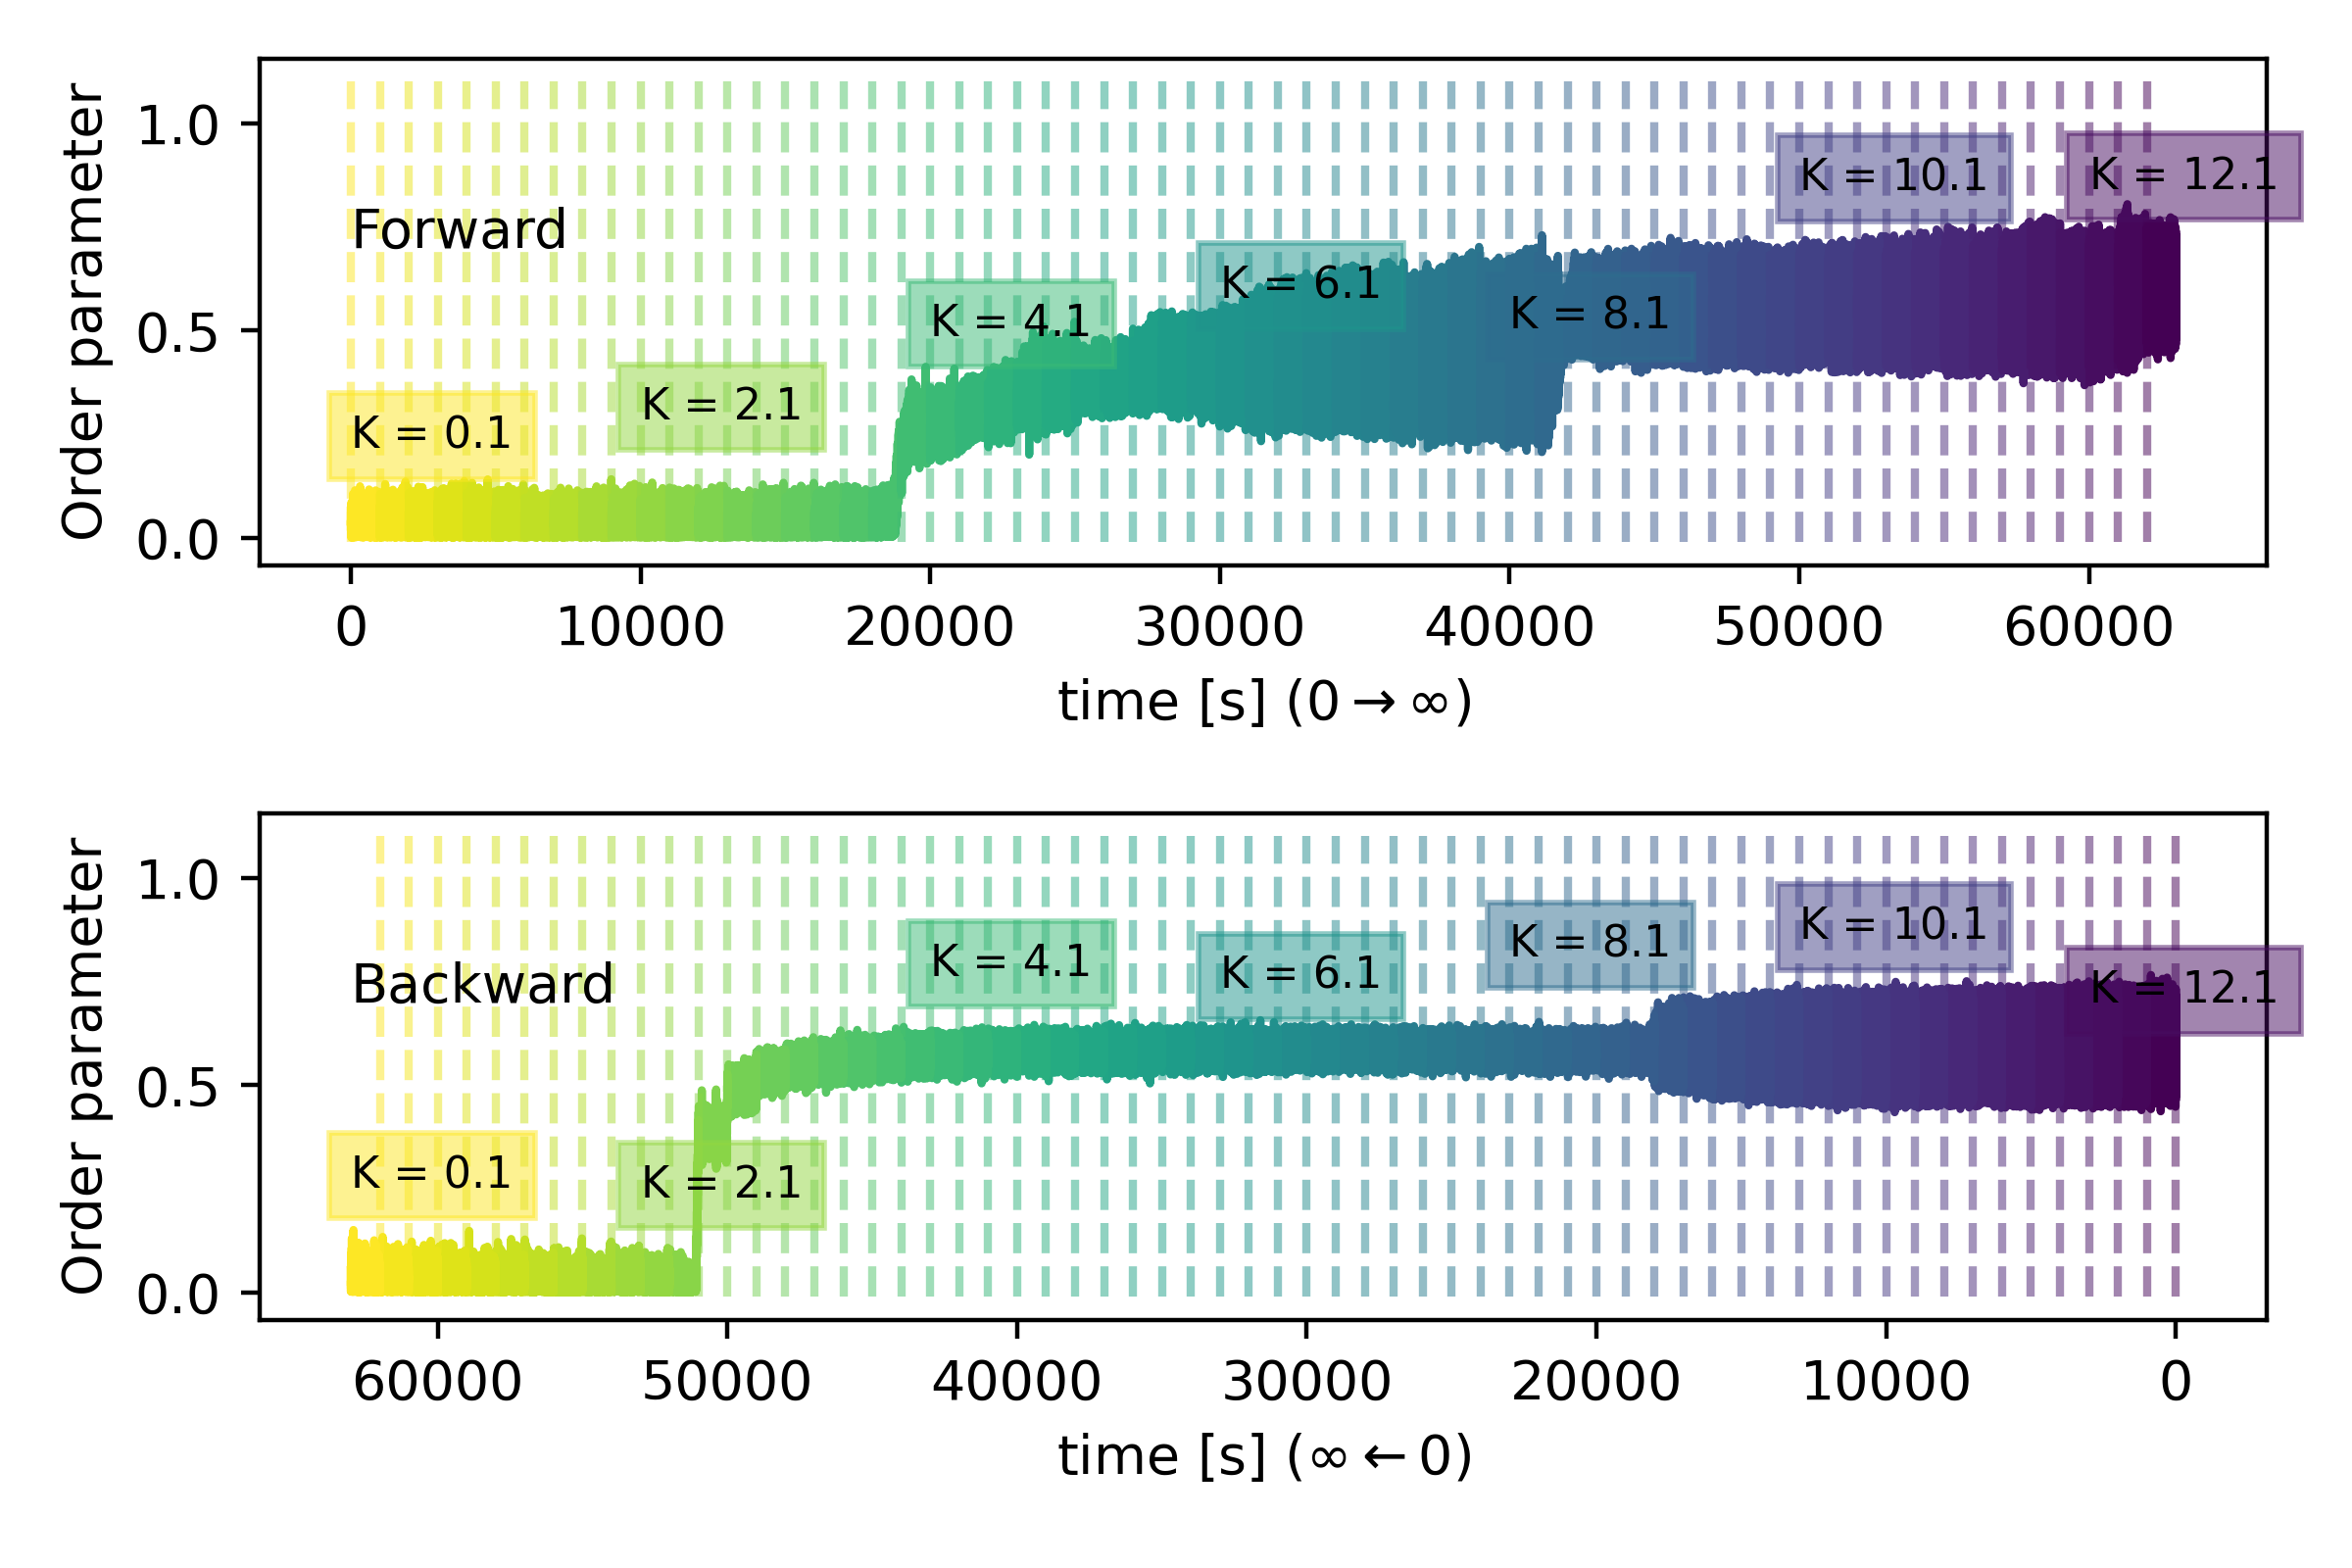 Order parameter
1.0
0.5
0.0
Forward
K = 0.1
K = 2.1
K = 4.1
K = 6.1
K = 8.1
K = 10.1
K = 12.1
0 10000 20000 30000 40000 50000 60000
time [s] (0 → ∞)
Order parameter
1.0
0.5
0.0
Backward
K = 0.1
K = 2.1
K = 4.1
K = 6.1
K = 8.1
K = 10.1
K = 12.1
60000 50000 40000 30000 20000 10000 0
time [s] (∞ ← 0)